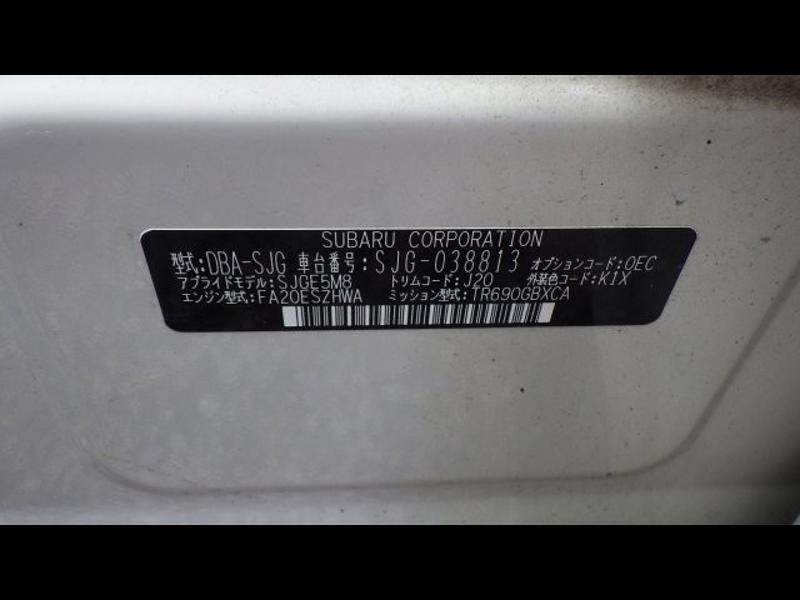 SUBARU CORPORATION
型式:DBA-SJG 車台番号:SJG-038813 オプションコード:OEC
アプライドモデル:SJGE5M8 トリムコード:J20 外装色コード:K1X
エンジン型式:FA20ESZHWA ミッション型式:TR690GBXCA